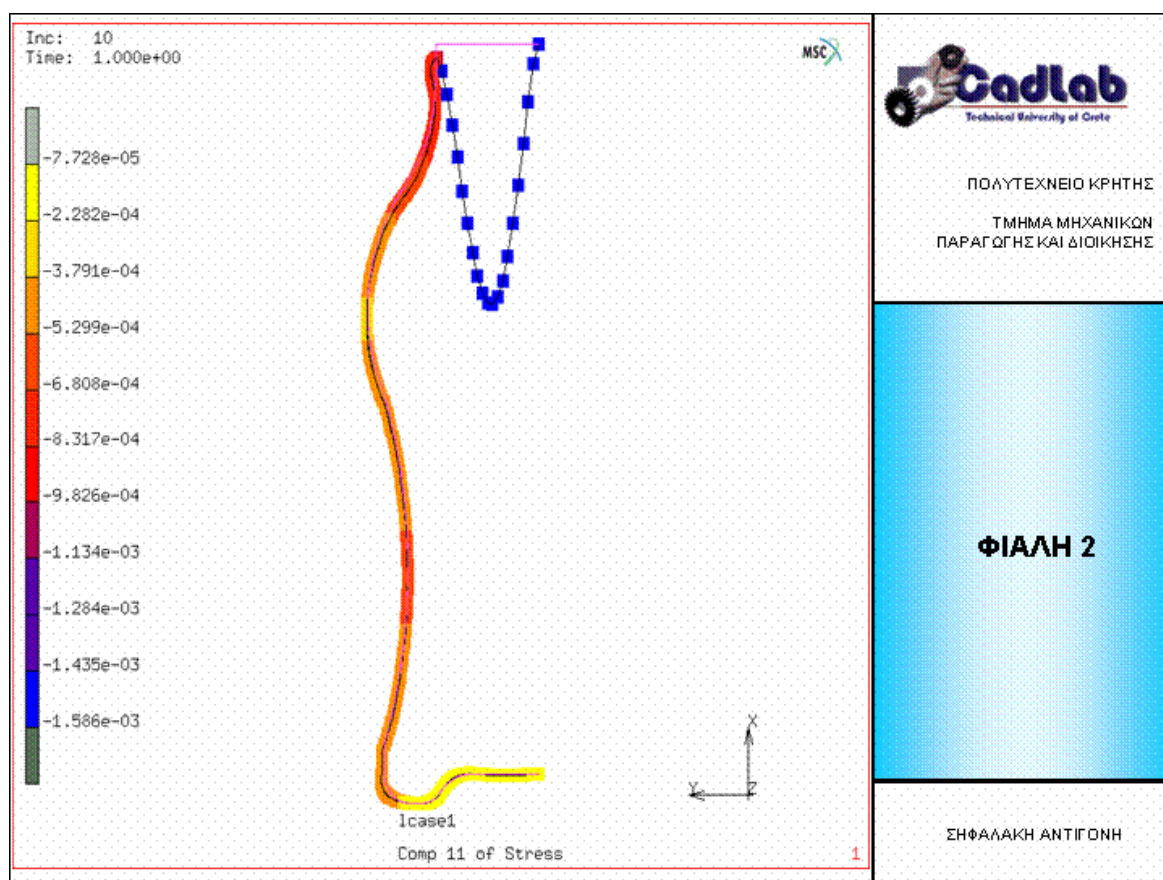 Inc: 10
Time: 1.000e+00
MSC
-7.728e-05
-2.282e-04
-3.791e-04
-5.299e-04
-6.808e-04
-8.317e-04
-9.826e-04
-1.134e-03
-1.284e-03
-1.435e-03
-1.586e-03
X
Y
Z
lcase1
Comp 11 of Stress
1
CadLab
Technical University of Crete
ΠΟΛΥΤΕΧΝΕΙΟ ΚΡΗΤΗΣ
ΤΜΗΜΑ ΜΗΧΑΝΙΚΩΝ
ΠΑΡΑΓΩΓΗΣ ΚΑΙ ΔΙΟΙΚΗΣΗΣ
ΦΙΑΛΗ 2
ΣΗΦΑΛΑΚΗ ΑΝΤΙΓΟΝΗ